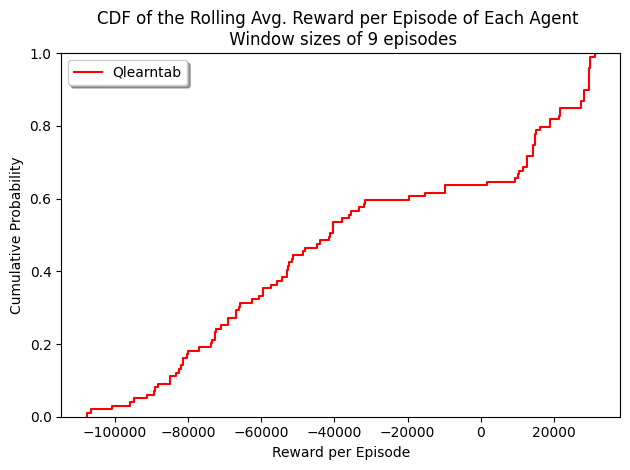 CDF of the Rolling Avg. Reward per Episode of Each Agent
Window sizes of 9 episodes
Qlearntab
Cumulative Probability
1.0
0.8
0.6
0.4
0.2
0.0
−100000 −80000 −60000 −40000 −20000 0 20000
Reward per Episode